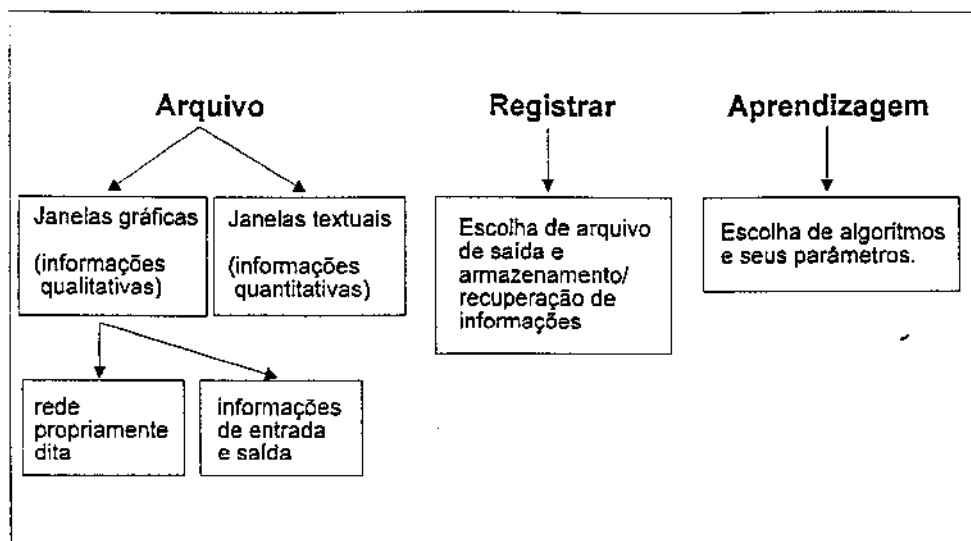 Arquivo
Registrar
Aprendizagem
Janelas gráficas
(informações
qualitativas)
Janelas textuais
(informações
quantitativas)
Escolha de arquivo
de saída e
armazenamento/
recuperação de
informações
Escolha de algoritmos
e seus parâmetros.
rede
propriamente
dita
informações
de entrada
e saída